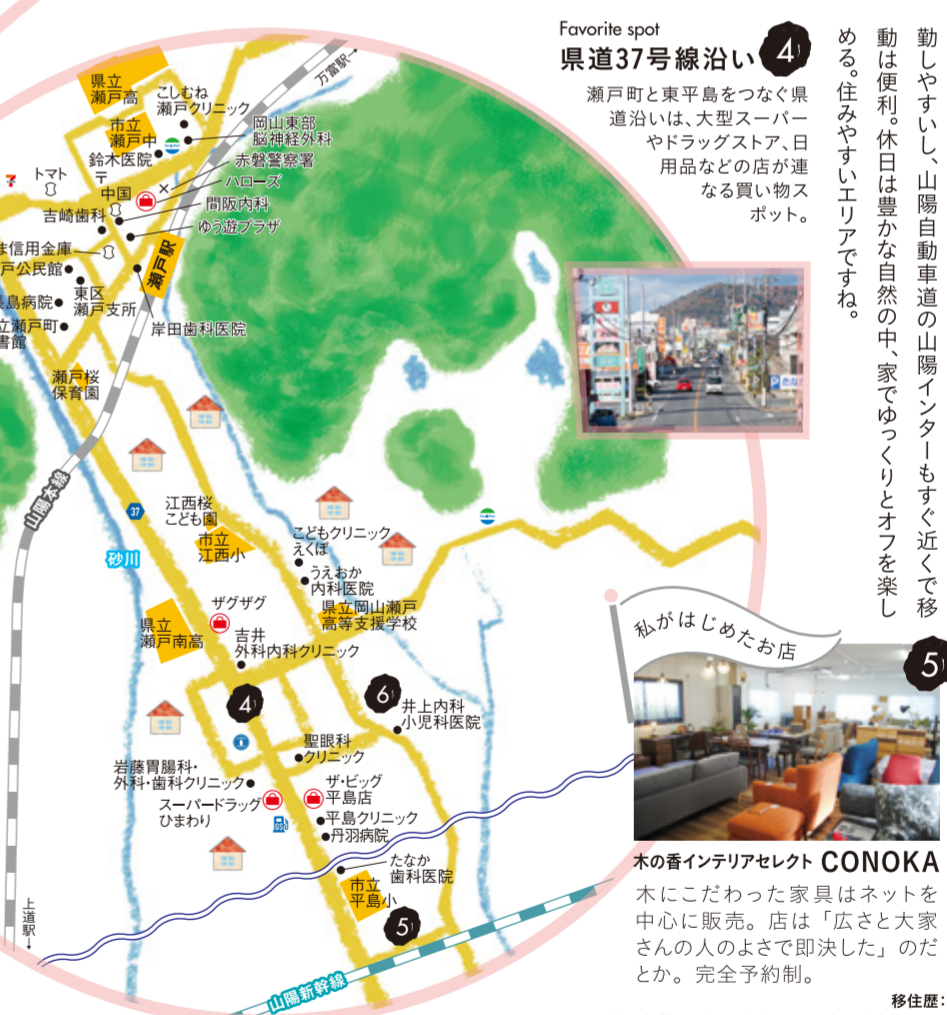 勤しやすいし、山陽自動車道の山陽インターもすぐ近くで移
動は便利。休日は豊かな自然の中、家でゆっくりとオフを楽し
める。住みやすいエリアですね。
Favorite spot
県道37号線沿い
4
瀬戸町と東平島をつなぐ県
道沿いは、大型スーパー
やドラッグストア、日
用品などの店が連
なる買い物ス
ポット。
万富駅→
県立
瀬戸高
こしむね
瀬戸クリニック
市立
瀬戸中
岡山東部
脳神経外科
鈴木医院
赤磐警察署
トマト
〒
中国
ハローズ
間阪内科
吉崎歯科
ゆう遊プラザ
ま信用金庫
瀬戸駅
戸公民館
東区
瀬戸支所
長島病院
立瀬戸町
書館
岸田歯科医院
瀬戸桜
保育園
山陽本線
37
江西桜
こども園
市立
江西小
砂川
こどもクリニック
えくぼ
うえおか
内科医院
県立岡山瀬戸
高等支援学校
ザグザグ
県立
瀬戸南高
吉井
外科内科クリニック
4
6
井上内科
小児科医院
聖眼科
クリニック
岩藤胃腸科・
外科・歯科クリニック
ザ・ビッグ
平島店
スーパードラッグ
ひまわり
GS
平島クリニック
丹羽病院
たなか
歯科医院
市立
平島小
5
上道駅→
山陽新幹線
私がはじめたお店
5
木の香インテリアセレクト CONOKA
木にこだわった家具はネットを
中心に販売。店は「広さと大家
さんの人のよさで即決した」のだ
とか。完全予約制。
移住歴: